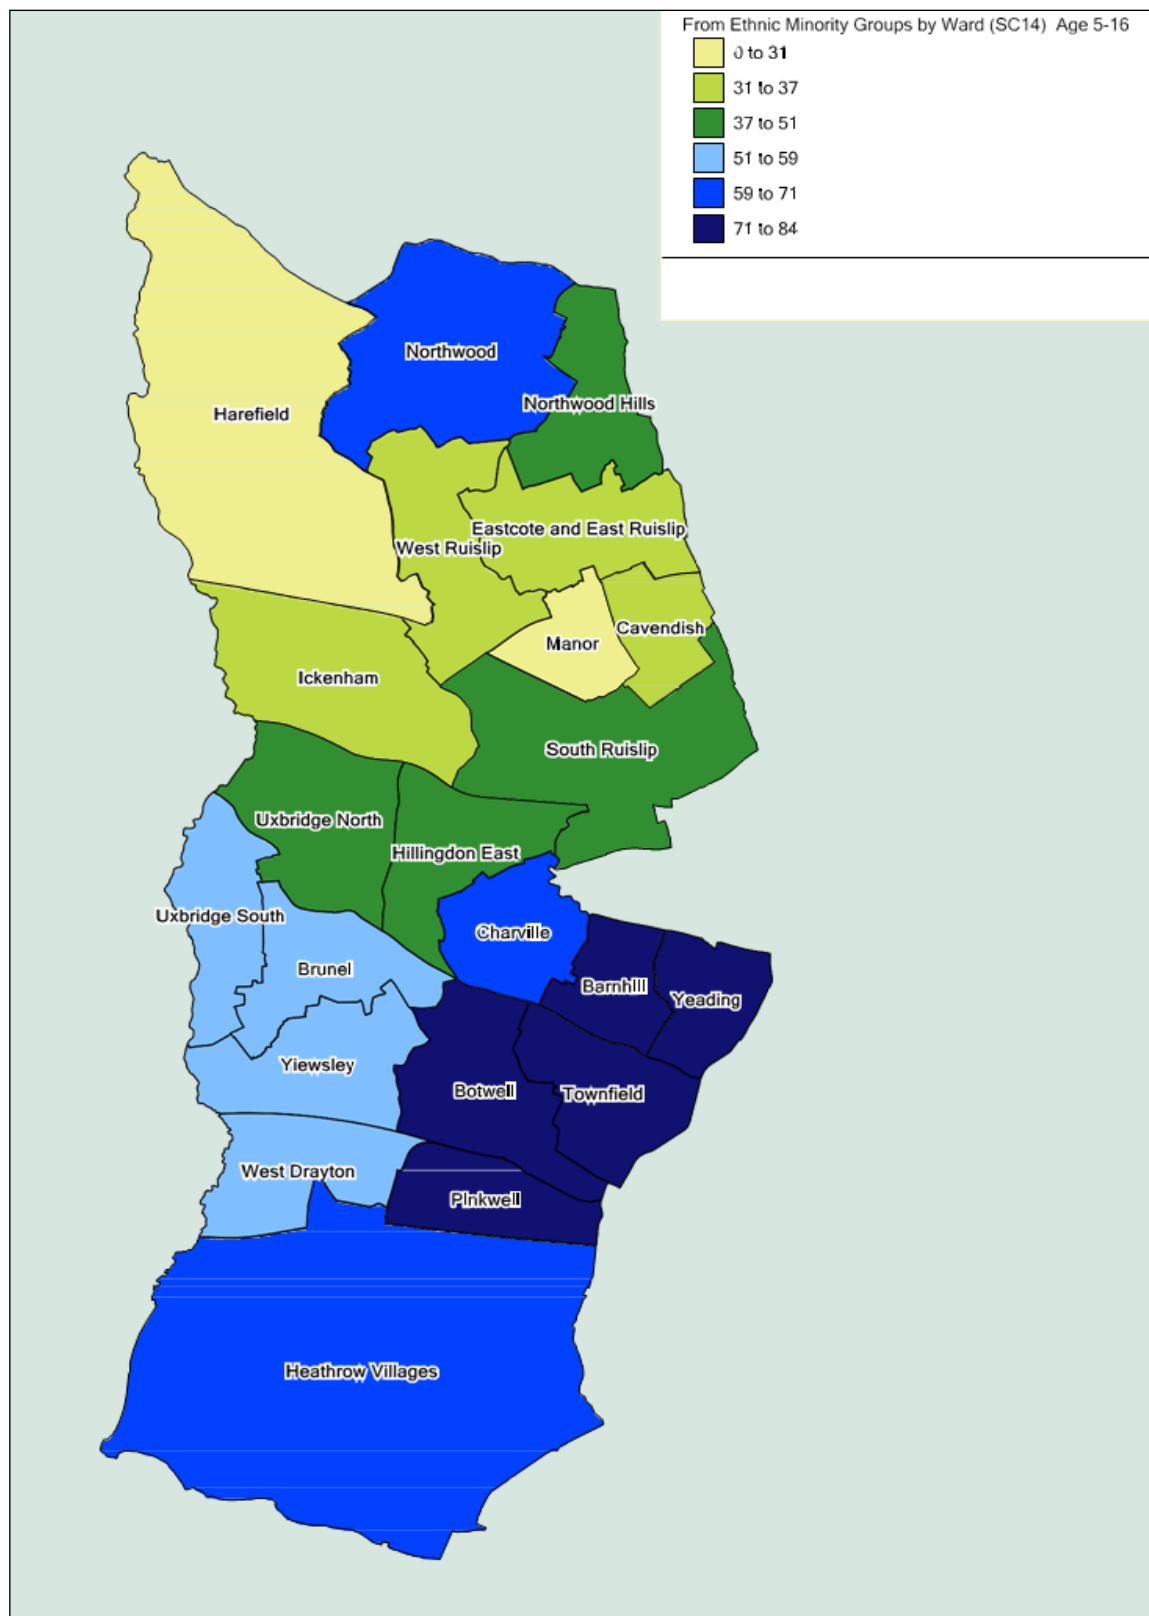 From Ethnic Minority Groups by Ward (SC14) Age 5-16
0 to 31
31 to 37
37 to 51
51 to 59
59 to 71
71 to 84
Northwood
Northwood Hills
Harefield
Eastcote and East Ruislip
West Ruislip
Cavendish
Manor
Ickenham
South Ruislip
Uxbridge North
Hillingdon East
Uxbridge South
Charville
Brunel
Barnhill
Yeading
Yiewsley
Botwell
Townfield
West Drayton
Pinkwell
Heathrow Villages